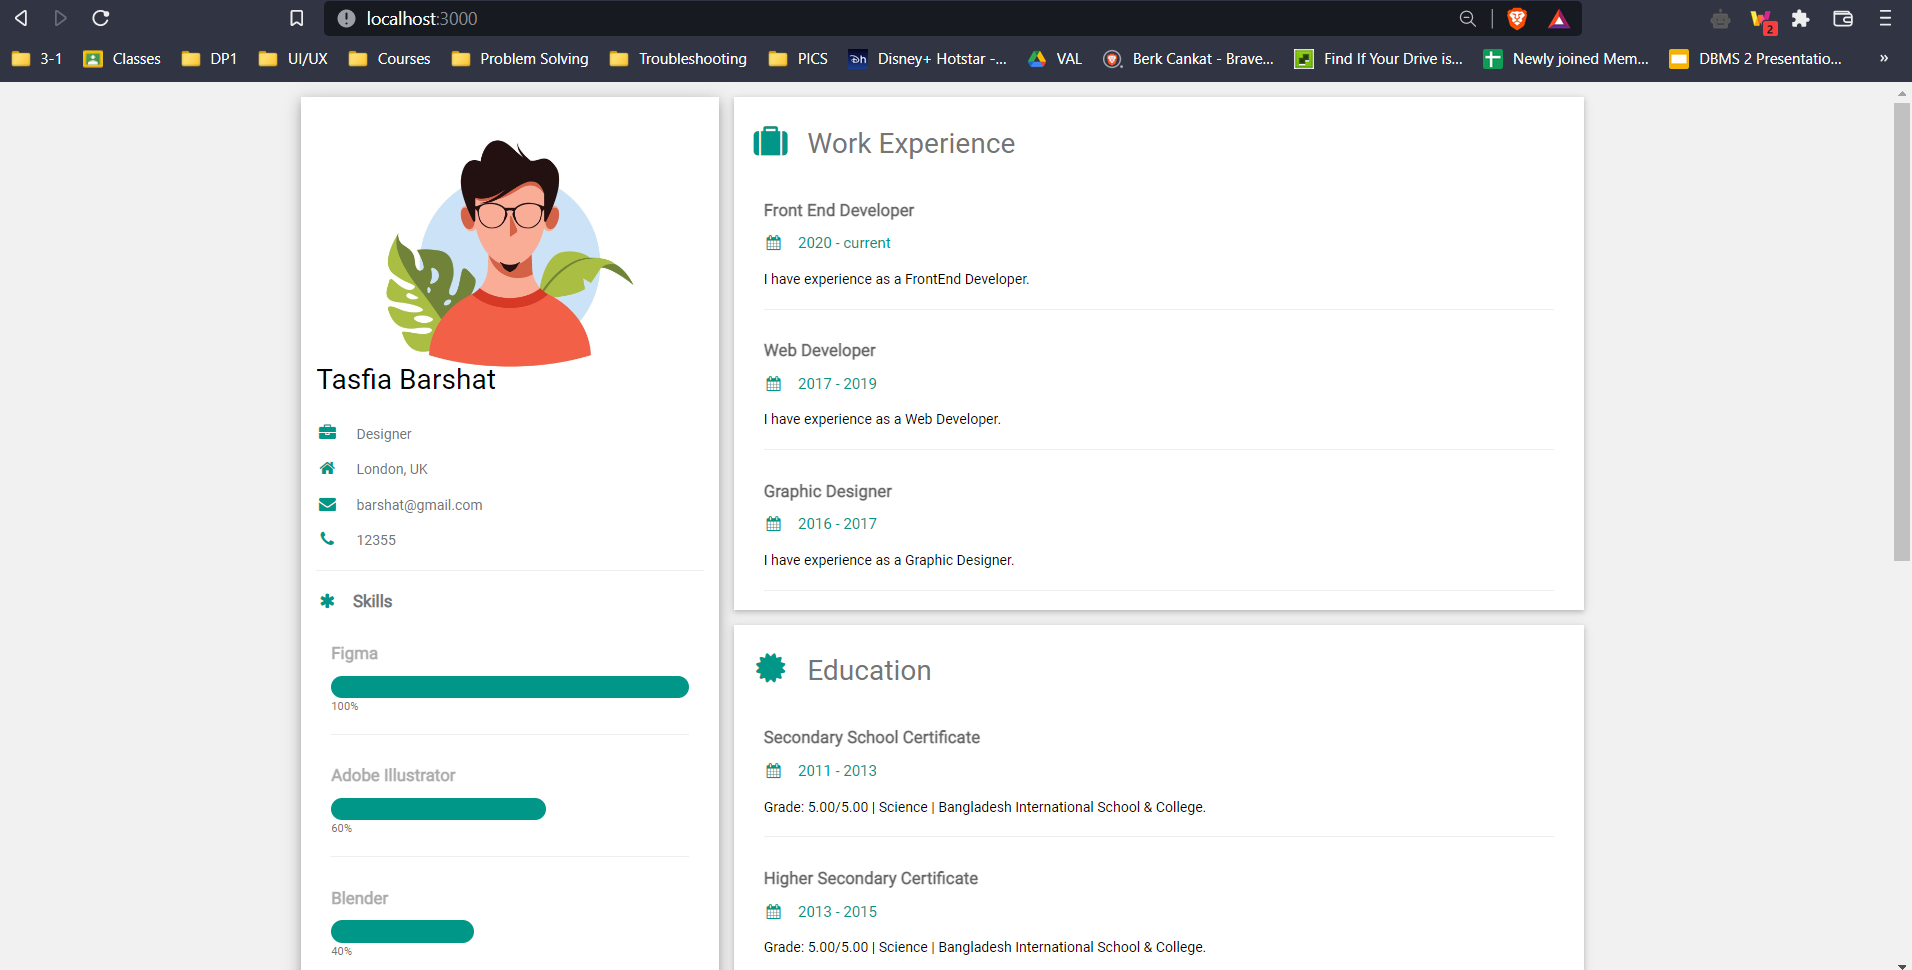 localhost:3000
2
3-1 Classes DP1 UI/UX Courses Problem Solving Troubleshooting PICS Disney+ Hotstar -... VAL Berk Cankat - Brave... Find If Your Drive is... Newly joined Mem... DBMS 2 Presentatio... »
Tasfia Barshat
Designer
London, UK
barshat@gmail.com
12355
Skills
Figma
100%
Adobe Illustrator
60%
Blender
40%
Work Experience
Front End Developer
2020 - current
I have experience as a FrontEnd Developer.
Web Developer
2017 - 2019
I have experience as a Web Developer.
Graphic Designer
2016 - 2017
I have experience as a Graphic Designer.
Education
Secondary School Certificate
2011 - 2013
Grade: 5.00/5.00 | Science | Bangladesh International School & College.
Higher Secondary Certificate
2013 - 2015
Grade: 5.00/5.00 | Science | Bangladesh International School & College.